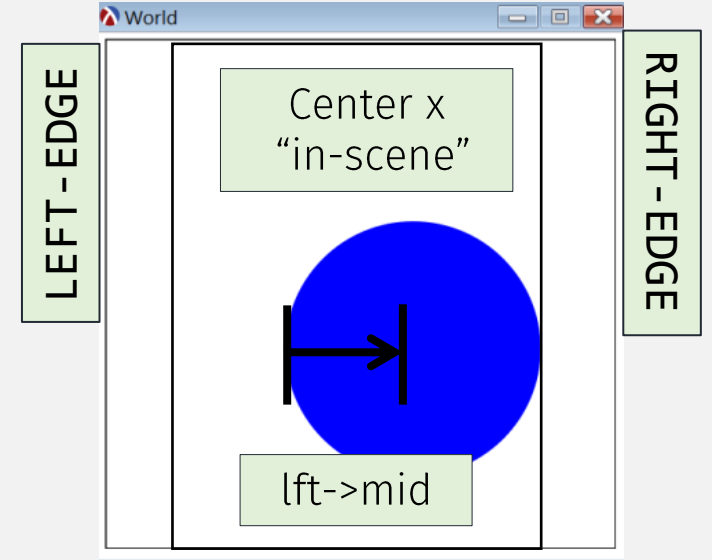 World
LEFT-EDGE
Center x
“in-scene”
RIGHT-EDGE
lft->mid